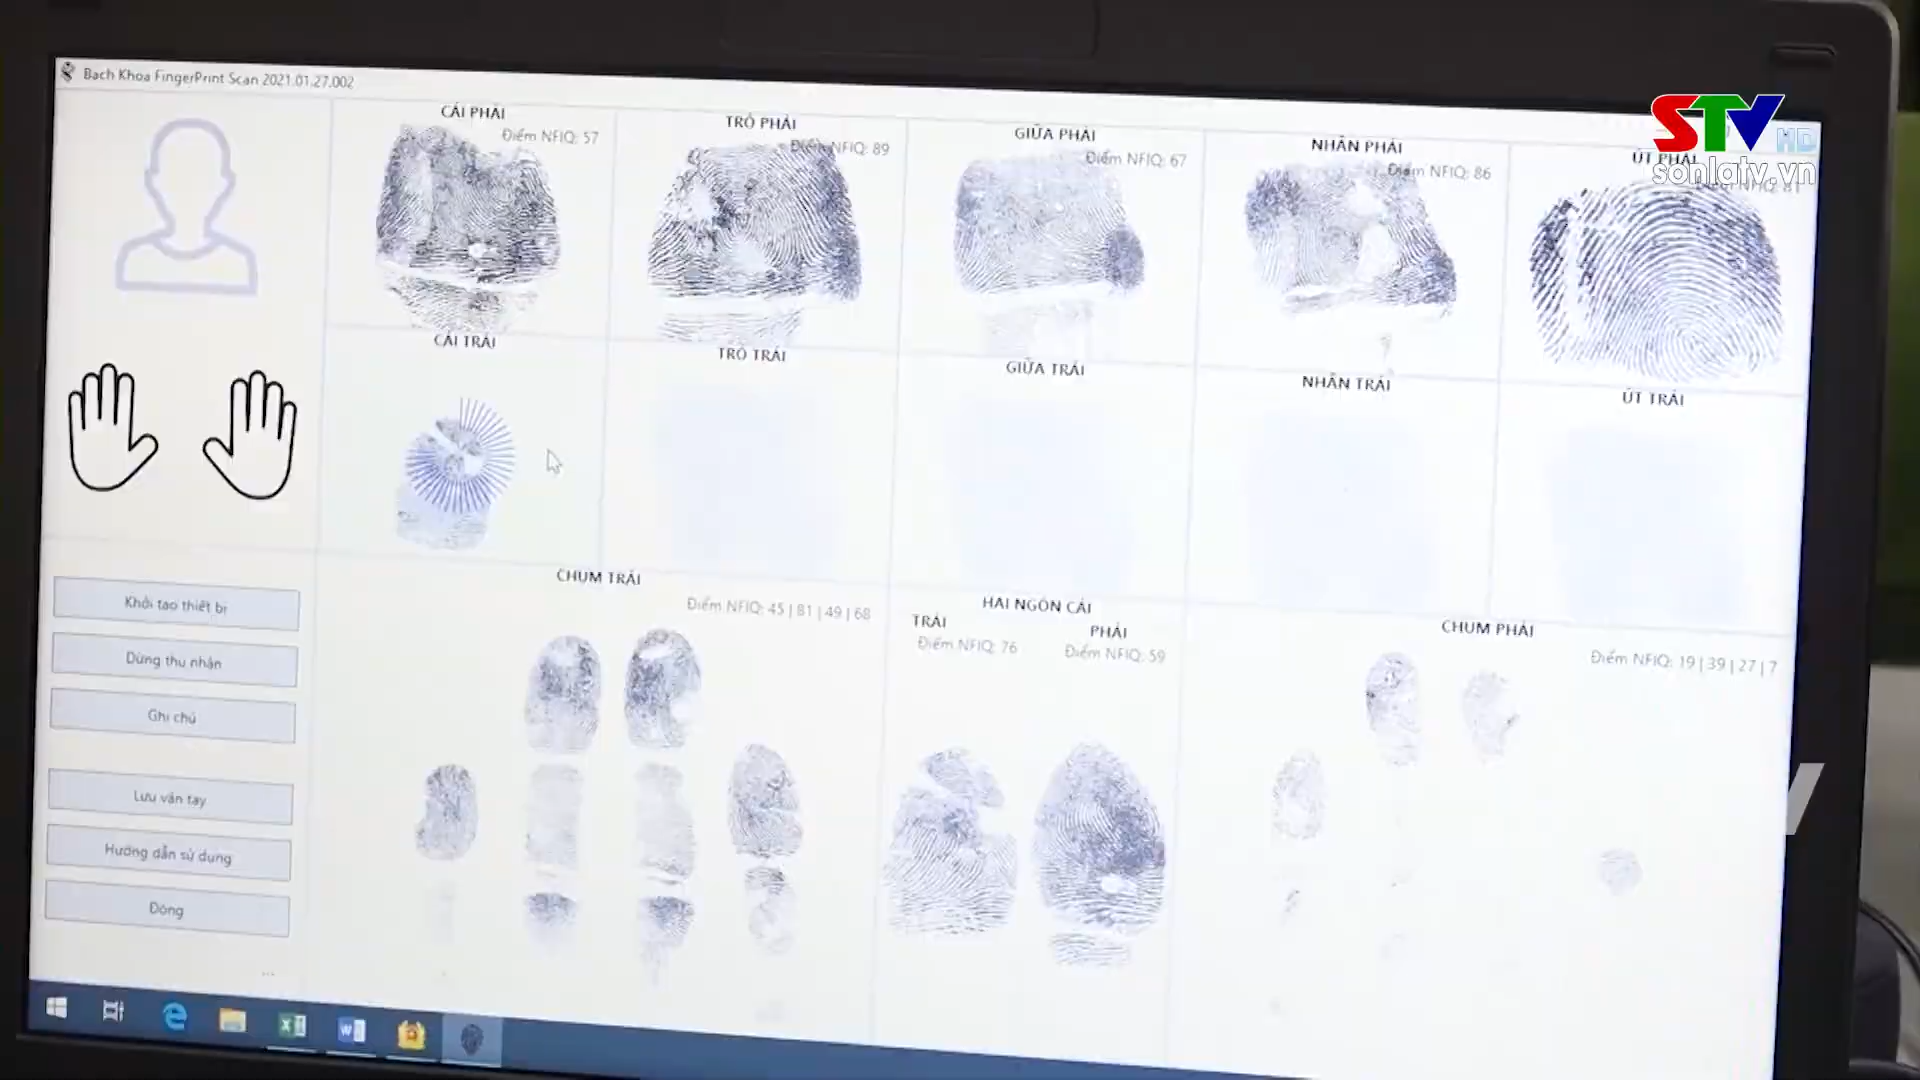 Bach Khoa FingerPrint Scan 2021.01.27.002
STV HD
sonlatv.vn
CÁI PHẢI
Điểm NFIQ: 57
TRỎ PHẢI
Điểm NFIQ: 89
GIỮA PHẢI
Điểm NFIQ: 67
NHẪN PHẢI
Điểm NFIQ: 86
ÚT PHẢI
Điểm NFIQ: 81
CÁI TRÁI
TRỎ TRÁI
GIỮA TRÁI
NHẪN TRÁI
ÚT TRÁI
Khởi tạo thiết bị
Dừng thu nhận
Ghi chú
Lưu vân tay
Hướng dẫn sử dụng
Đóng
...
CHỤM TRÁI
Điểm NFIQ: 45 | 81 | 49 | 68
HAI NGÓN CÁI
TRÁI
Điểm NFIQ: 76
PHẢI
Điểm NFIQ: 59
CHỤM PHẢI
Điểm NFIQ: 19 | 39 | 27 | 7